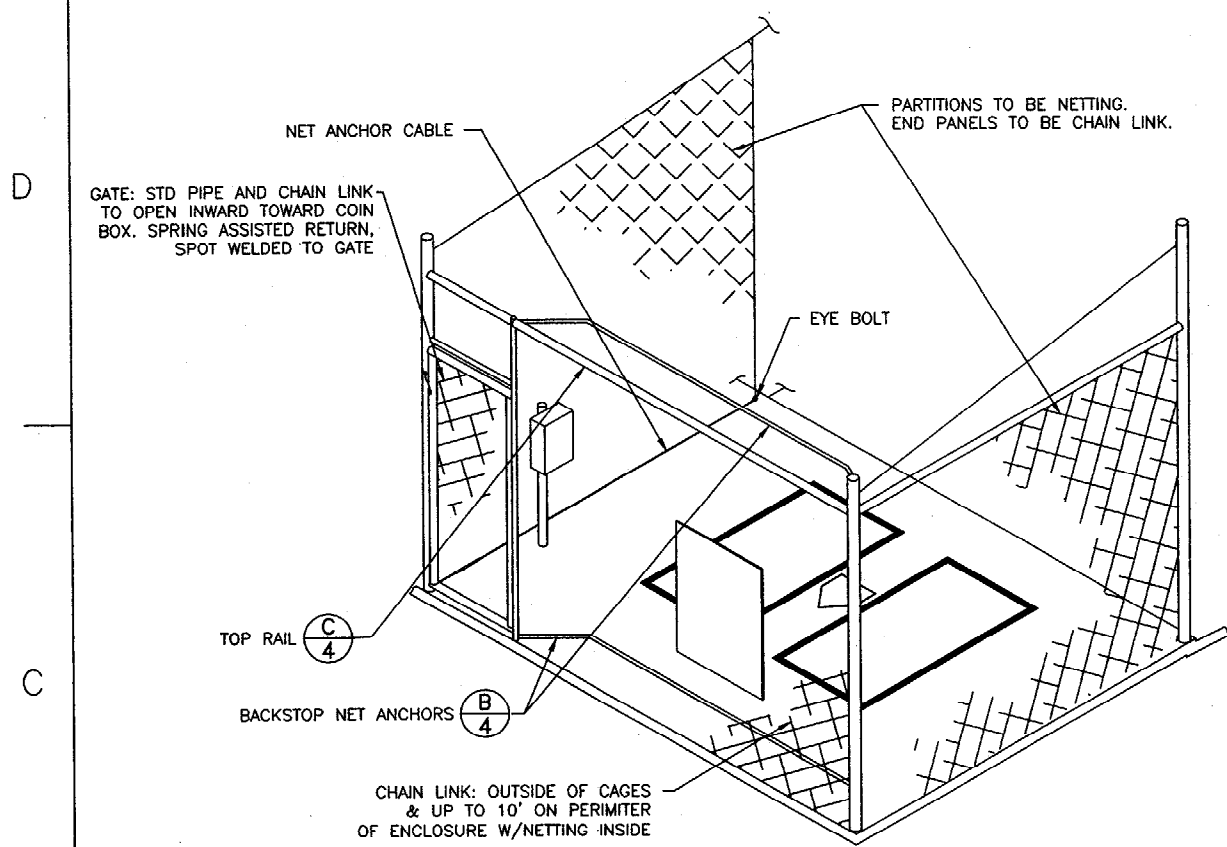 NET ANCHOR CABLE
PARTITIONS TO BE NETTING.
END PANELS TO BE CHAIN LINK.
D
GATE: STD PIPE AND CHAIN LINK
TO OPEN INWARD TOWARD COIN
BOX. SPRING ASSISTED RETURN,
SPOT WELDED TO GATE
EYE BOLT
TOP RAIL C
4
C
BACKSTOP NET ANCHORS B
4
CHAIN LINK: OUTSIDE OF CAGES
& UP TO 10' ON PERIMITER
OF ENCLOSURE W/NETTING INSIDE